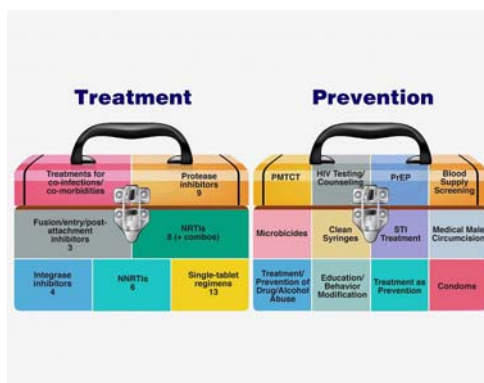 Treatment
Prevention
Treatments for
co-infections/
co-morbidities
Protease
inhibitors
9
Fusion/entry/post-
attachment
inhibitors
3
NRTIs
8 (+ combos)
Integrase
inhibitors
4
NNRTIs
6
Single-tablet
regimens
13
PMTCT
HIV Testing/
Counseling
PrEP
Blood
Supply
Screening
Microbicides
Clean
Syringes
STI
Treatment
Medical Male
Circumcision
Treatment/
Prevention of
Drug/Alcohol
Abuse
Education/
Behavior
Modification
Treatment as
Prevention
Condoms